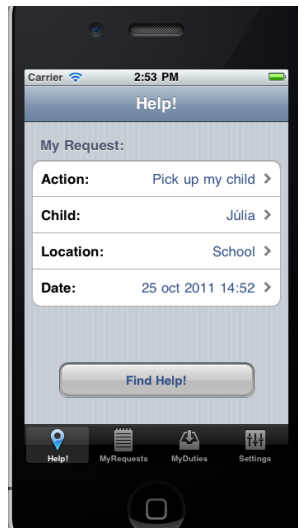 Carrier 2:53 PM
Help!
My Request:
Action: Pick up my child
Child: Júlia
Location: School
Date: 25 oct 2011 14:52
Find Help!
Help! MyRequests MyDuties Settings